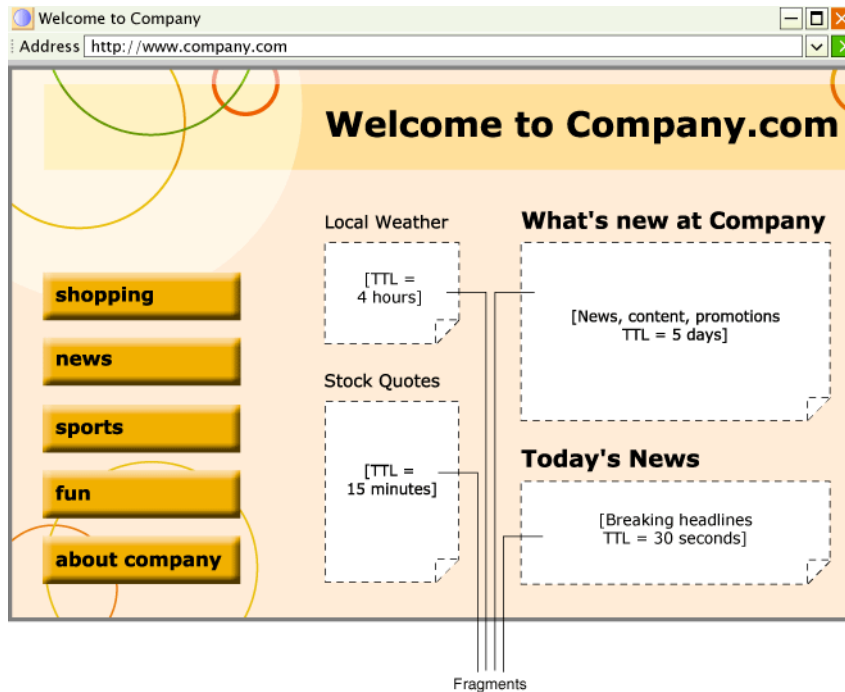 Welcome to Company
Address http://www.company.com
Welcome to Company.com
Local Weather
[TTL =
4 hours]
What's new at Company
[News, content, promotions
TTL = 5 days]
shopping
news
sports
fun
about company
Stock Quotes
[TTL =
15 minutes]
Today's News
[Breaking headlines
TTL = 30 seconds]
Fragments